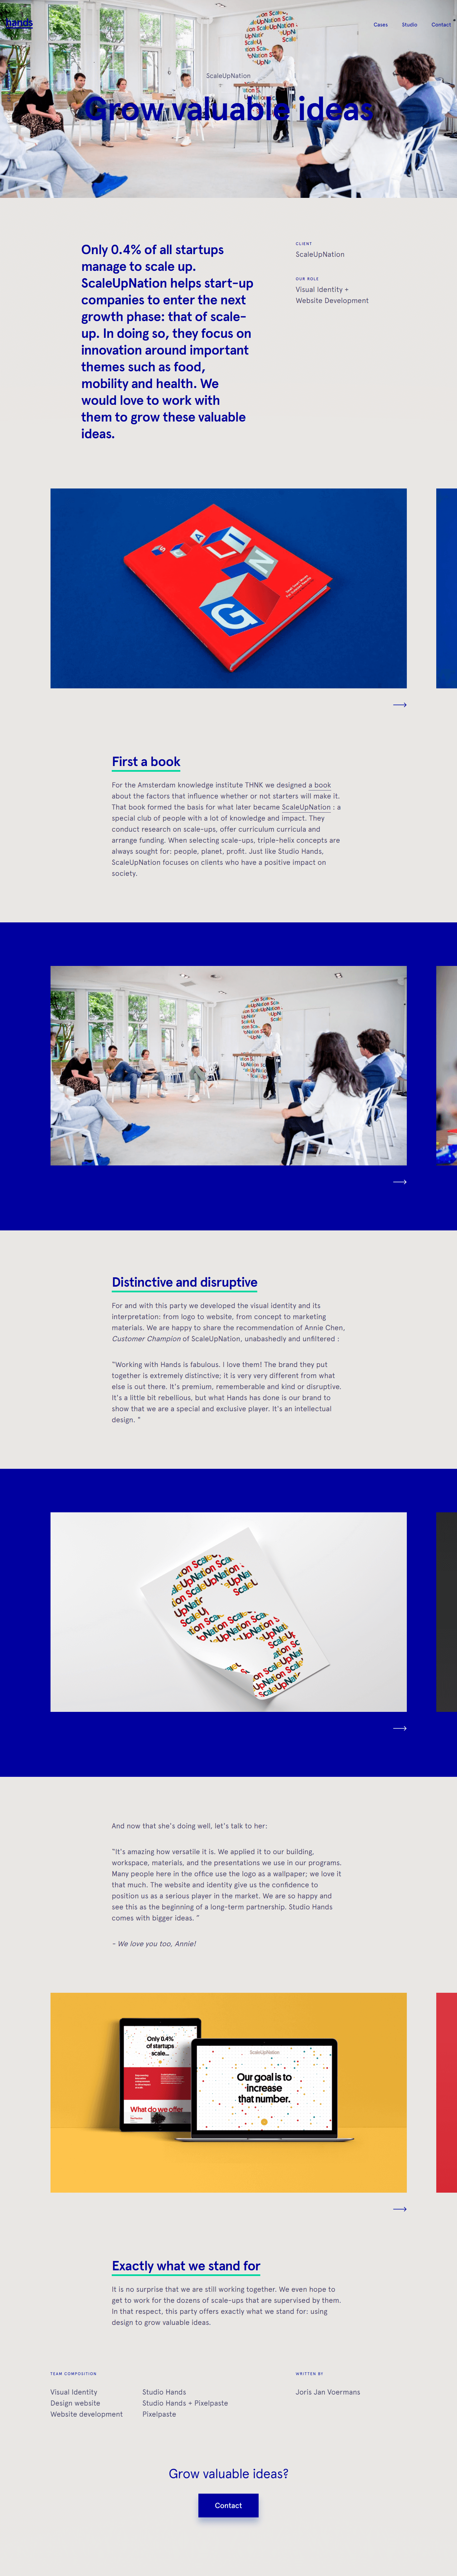 hands
Cases
Studio
Contact
ScaleUpNation
Grow valuable ideas
Only 0.4% of all startups
manage to scale up.
ScaleUpNation helps start-up
companies to enter the next
growth phase: that of scale-
up. In doing so, they focus on
innovation around important
themes such as food,
mobility and health. We
would love to work with
them to grow these valuable
ideas.
CLIENT
ScaleUpNation
OUR ROLE
Visual Identity +
Website Development
SCALING
First a book
For the Amsterdam knowledge institute THNK we designed a book
about the factors that influence whether or not starters will make it.
That book formed the basis for what later became ScaleUpNation : a
special club of people with a lot of knowledge and impact. They
conduct research on scale-ups, offer curriculum curricula and
arrange funding. When selecting scale-ups, triple-helix concepts are
always sought for: people, planet, profit. Just like Studio Hands,
ScaleUpNation focuses on clients who have a positive impact on
society.
Distinctive and disruptive
For and with this party we developed the visual identity and its
interpretation: from logo to website, from concept to marketing
materials. We are happy to share the recommendation of Annie Chen,
Customer Champion of ScaleUpNation, unabashedly and unfiltered :
"Working with Hands is fabulous. I love them! The brand they put
together is extremely distinctive; it is very very different from what
else is out there. It's premium, rememberable and kind or disruptive.
It's a little bit rebellious, but what Hands has done is our brand to
show that we are a special and exclusive player. It's an intellectual
design. "
And now that she's doing well, let's talk to her:
"It's amazing how versatile it is. We applied it to our building,
workspace, materials, and the presentations we use in our programs.
Many people here in the office use the logo as a wallpaper; we love it
that much. The website and identity give us the confidence to
position us as a serious player in the market. We are so happy and
see this as the beginning of a long-term partnership. Studio Hands
comes with bigger ideas. "
- We love you too, Annie!
Only 0.4%
of startups
scale...
What do we offer
ScaleUpNation
Our goal is to
increase
that number.
Exactly what we stand for
It is no surprise that we are still working together. We even hope to
get to work for the dozens of scale-ups that are supervised by them.
In that respect, this party offers exactly what we stand for: using
design to grow valuable ideas.
TEAM COMPOSITION
Visual Identity
Studio Hands
Design website
Studio Hands + Pixelpaste
Website development
Pixelpaste
WRITTEN BY
Joris Jan Voermans
Grow valuable ideas?
Contact